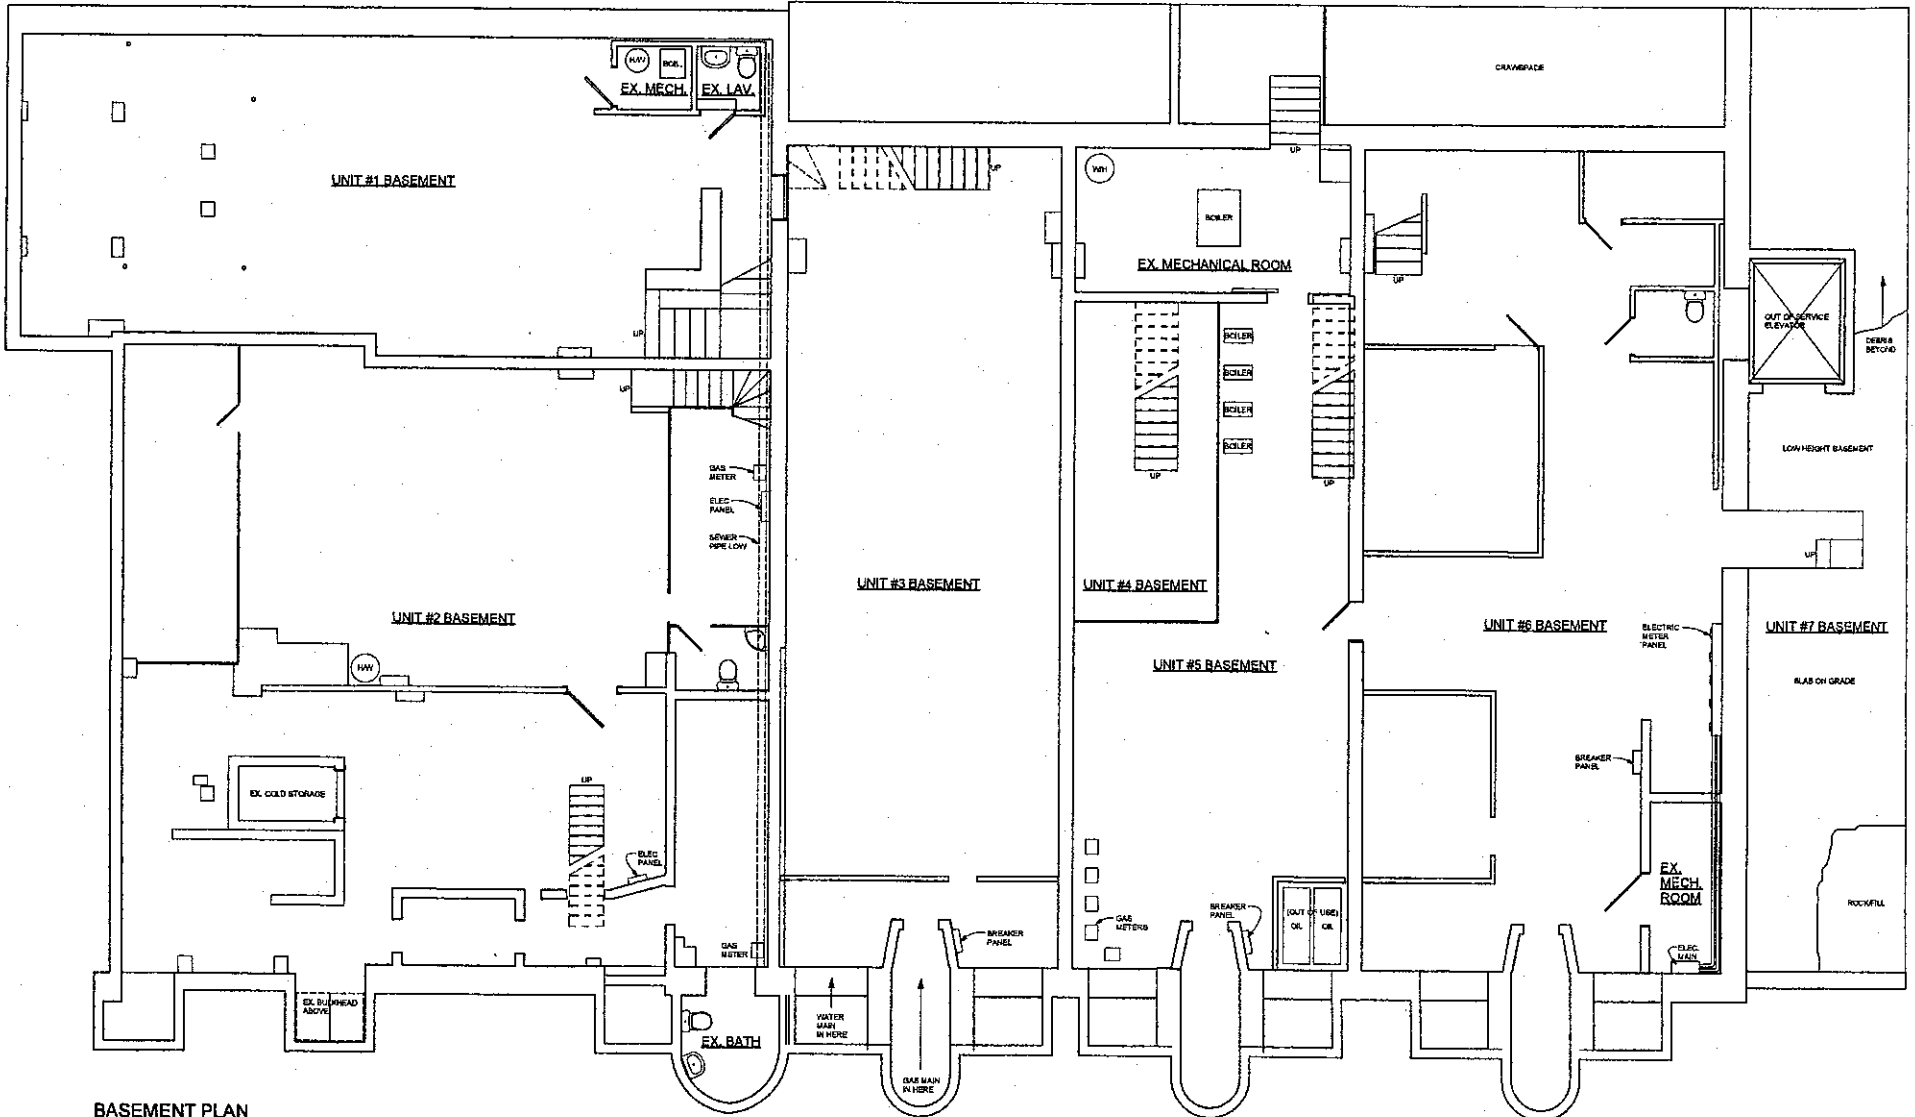 CRAWSPADE
H/W
BOIL.
EX. MECH.
EX. LAV.
UNIT #1 BASEMENT
UP
UP
W/H
BOILER
EX. MECHANICAL ROOM
UP
UP
UP
UP
BOILER
BOILER
BOILER
BOILER
UP
UP
OUT OF SERVICE
ELEVATOR
DEBRIS
BEYOND
LOW HEIGHT BASEMENT
UP
GAS
METER
ELEC
PANEL
SEWER
PIPE LOW
UNIT #2 BASEMENT
H/W
UNIT #3 BASEMENT
UNIT #4 BASEMENT
UNIT #5 BASEMENT
UNIT #6 BASEMENT
ELECTRIC
METER
PANEL
UNIT #7 BASEMENT
SLAB ON GRADE
BREAKER
PANEL
EX. COLD STORAGE
UP
ELEC
PANEL
EX.
MECH.
ROOM
ROCK/FILL
GAS
METER
BREAKER
PANEL
GAS
METERS
BREAKER
PANEL
(OUT OF USE)
OIL OIL
ELEC.
MAIN
EX. BULKHEAD
ABOVE
EX. BATH
WATER
MAIN
IN HERE
GAS MAIN
IN HERE
BASEMENT PLAN